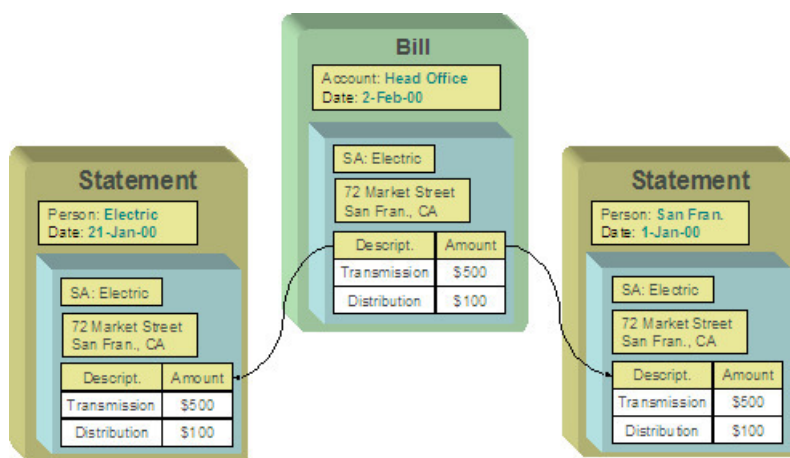 Bill
Account: Head Office
Date: 2-Feb-00
SA: Electric
72 Market Street
San Fran., CA
Descript. Amount
Transmission $500
Distribution $100
Statement
Person: Electric
Date: 21-Jan-00
SA: Electric
72 Market Street
San Fran., CA
Descript. Amount
Transmission $500
Distribution $100
Statement
Person: San Fran.
Date: 1-Jan-00
SA: Electric
72 Market Street
San Fran., CA
Descript. Amount
Transmission $500
Distribution $100